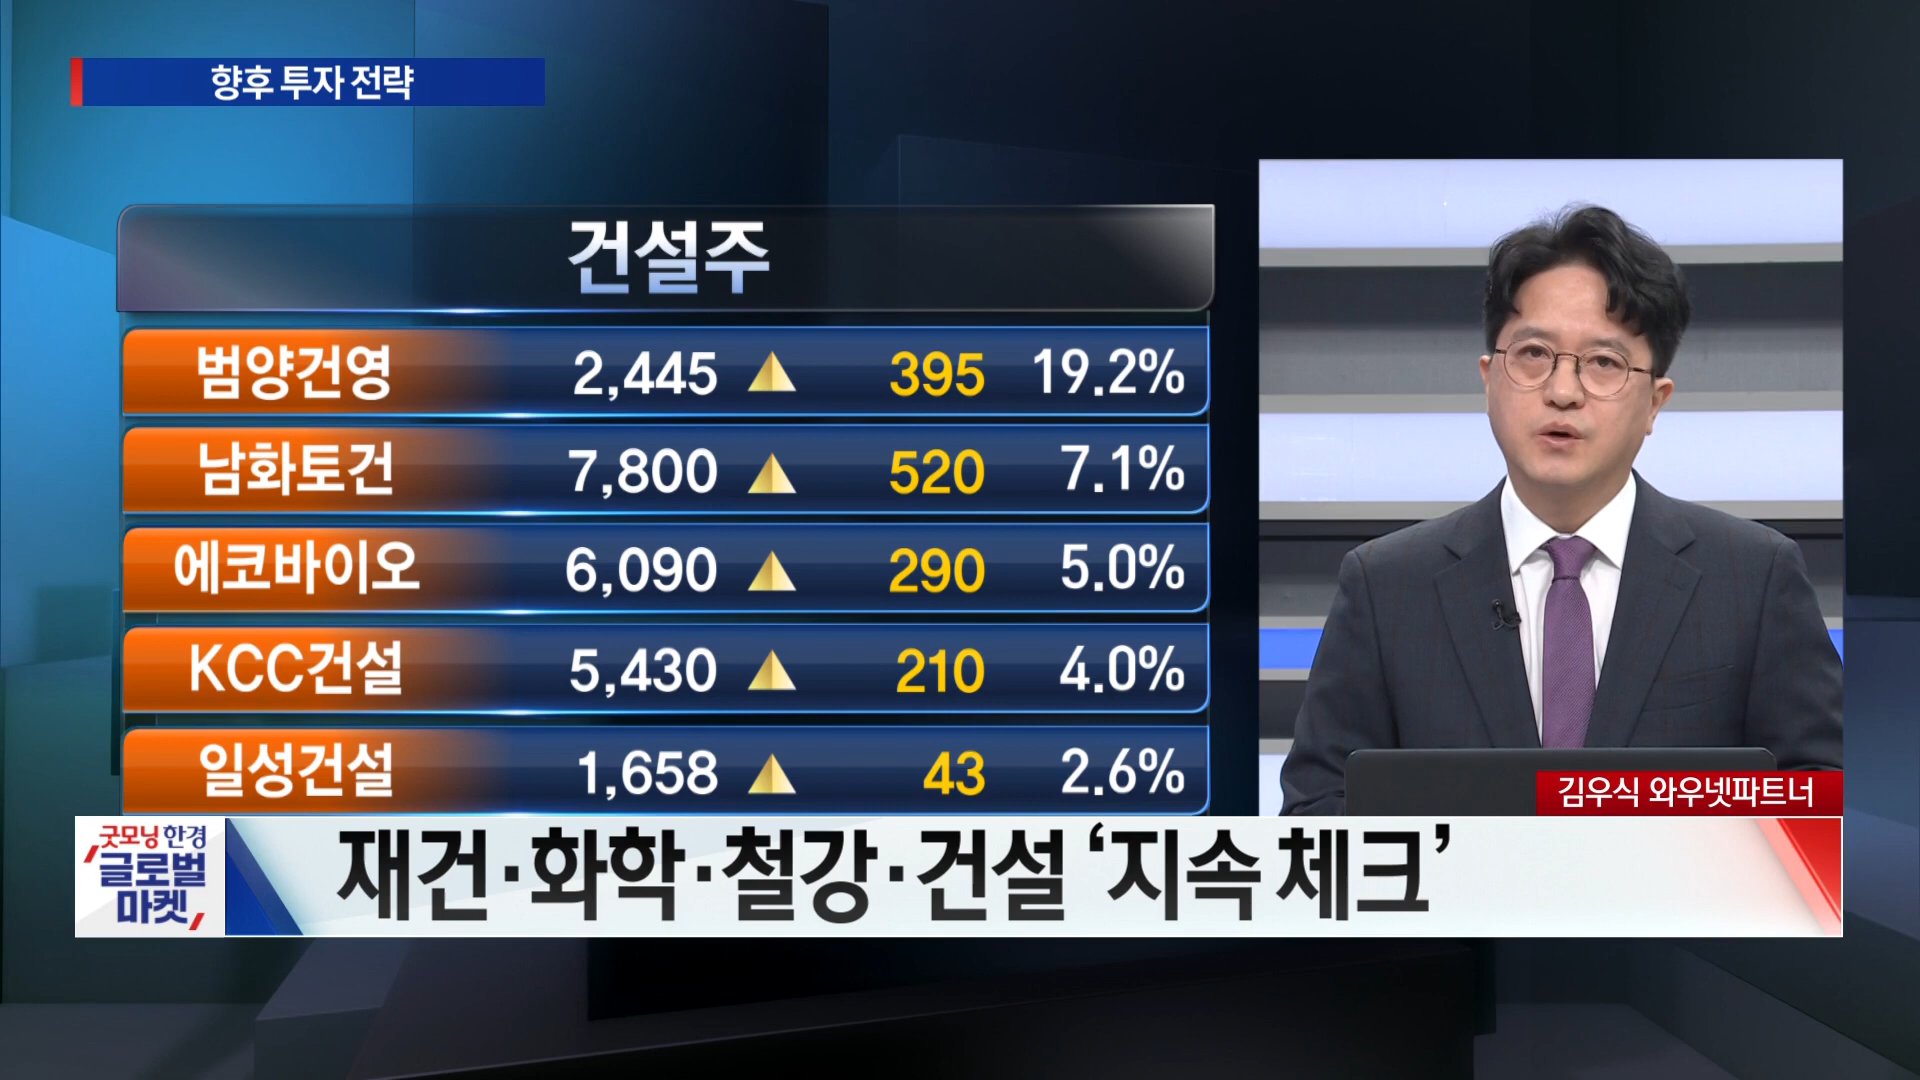 향후 투자 전략
건설주
범양건영 2,445 ▲ 395 19.2%
남화토건 7,800 ▲ 520 7.1%
에코바이오 6,090 ▲ 290 5.0%
KCC건설 5,430 ▲ 210 4.0%
일성건설 1,658 ▲ 43 2.6%
김우식 와우넷파트너
굿모닝 한경
글로벌
마켓
재건·화학·철강·건설 ‘지속 체크’